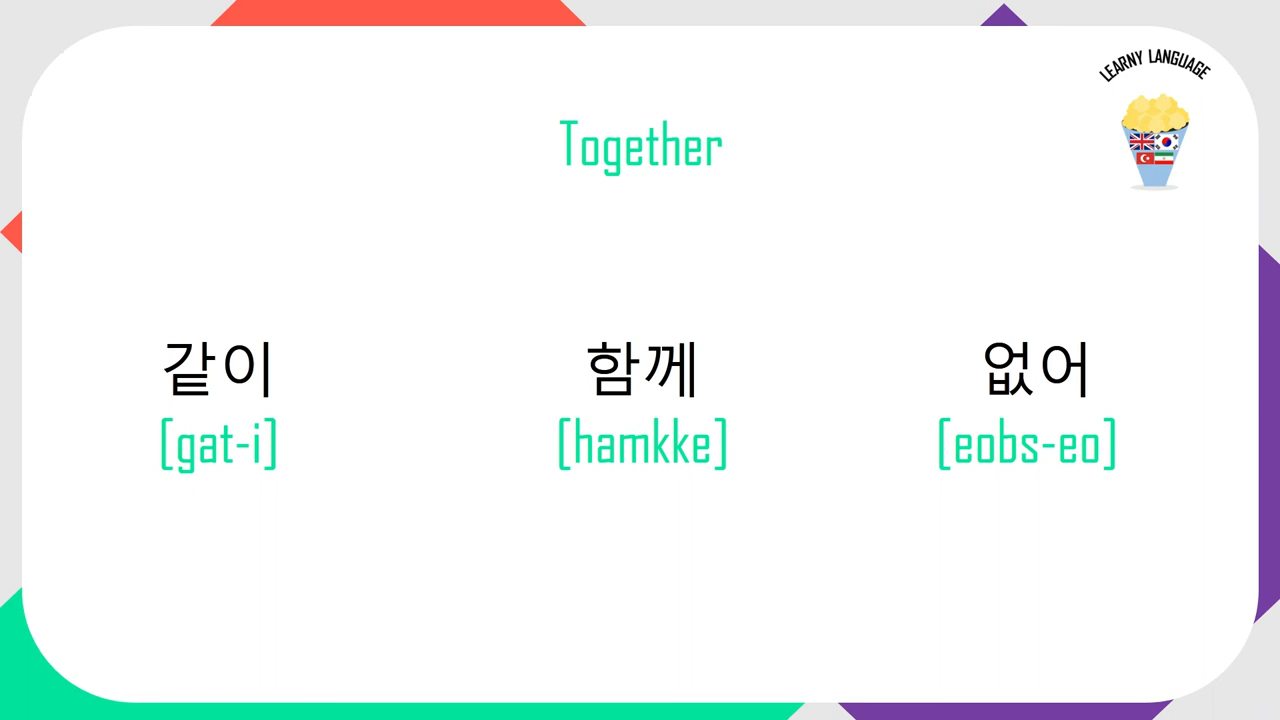 LEARNY LANGUAGE
Together
같이 함께 없어
[gat-i] [hamkke] [eobs-eo]